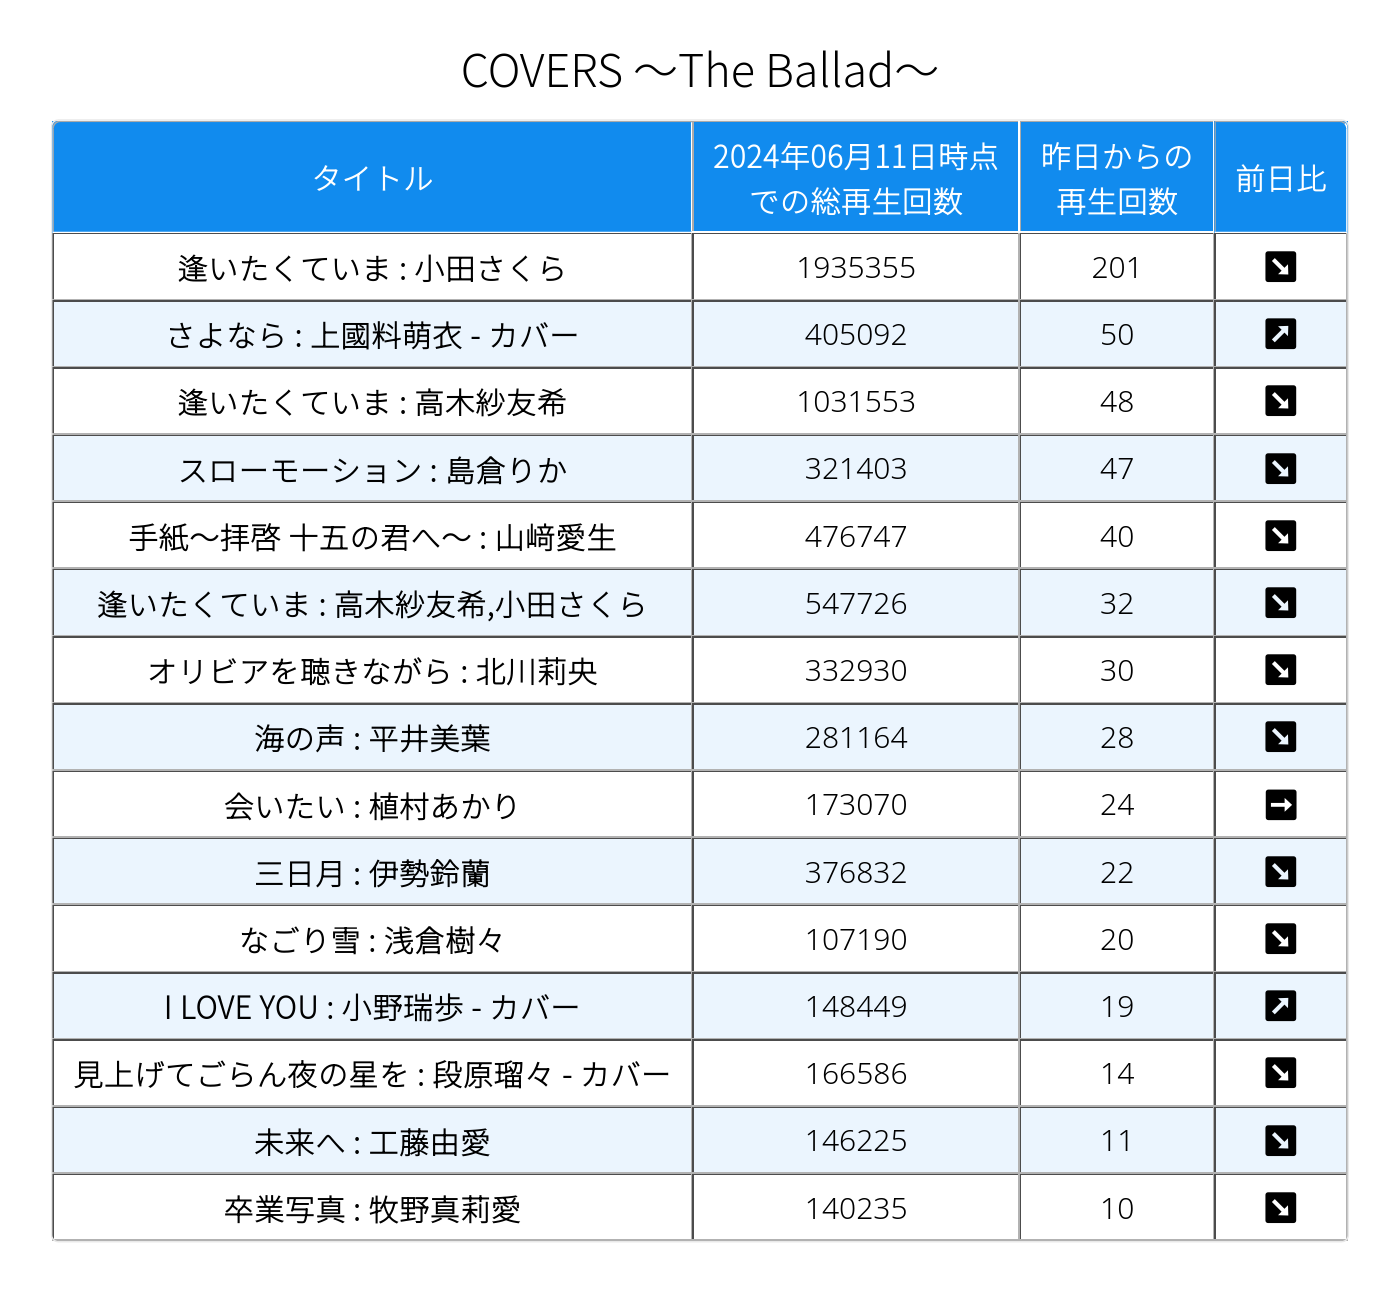 COVERS ～The Ballad～
タイトル 2024年06月11日時点での総再生回数 昨日からの再生回数 前日比
逢いたくていま : 小田さくら 1935355 201 ↘
さよなら : 上國料萌衣 - カバー 405092 50 ↗
逢いたくていま : 高木紗友希 1031553 48 ↘
スローモーション : 島倉りか 321403 47 ↘
手紙～拝啓 十五の君へ～ : 山﨑愛生 476747 40 ↘
逢いたくていま : 高木紗友希,小田さくら 547726 32 ↘
オリビアを聴きながら : 北川莉央 332930 30 ↘
海の声 : 平井美葉 281164 28 ↘
会いたい : 植村あかり 173070 24 →
三日月 : 伊勢鈴蘭 376832 22 ↘
なごり雪 : 浅倉樹々 107190 20 ↘
I LOVE YOU : 小野瑞歩 - カバー 148449 19 ↗
見上げてごらん夜の星を : 段原瑠々 - カバー 166586 14 ↘
未来へ : 工藤由愛 146225 11 ↘
卒業写真 : 牧野真莉愛 140235 10 ↘